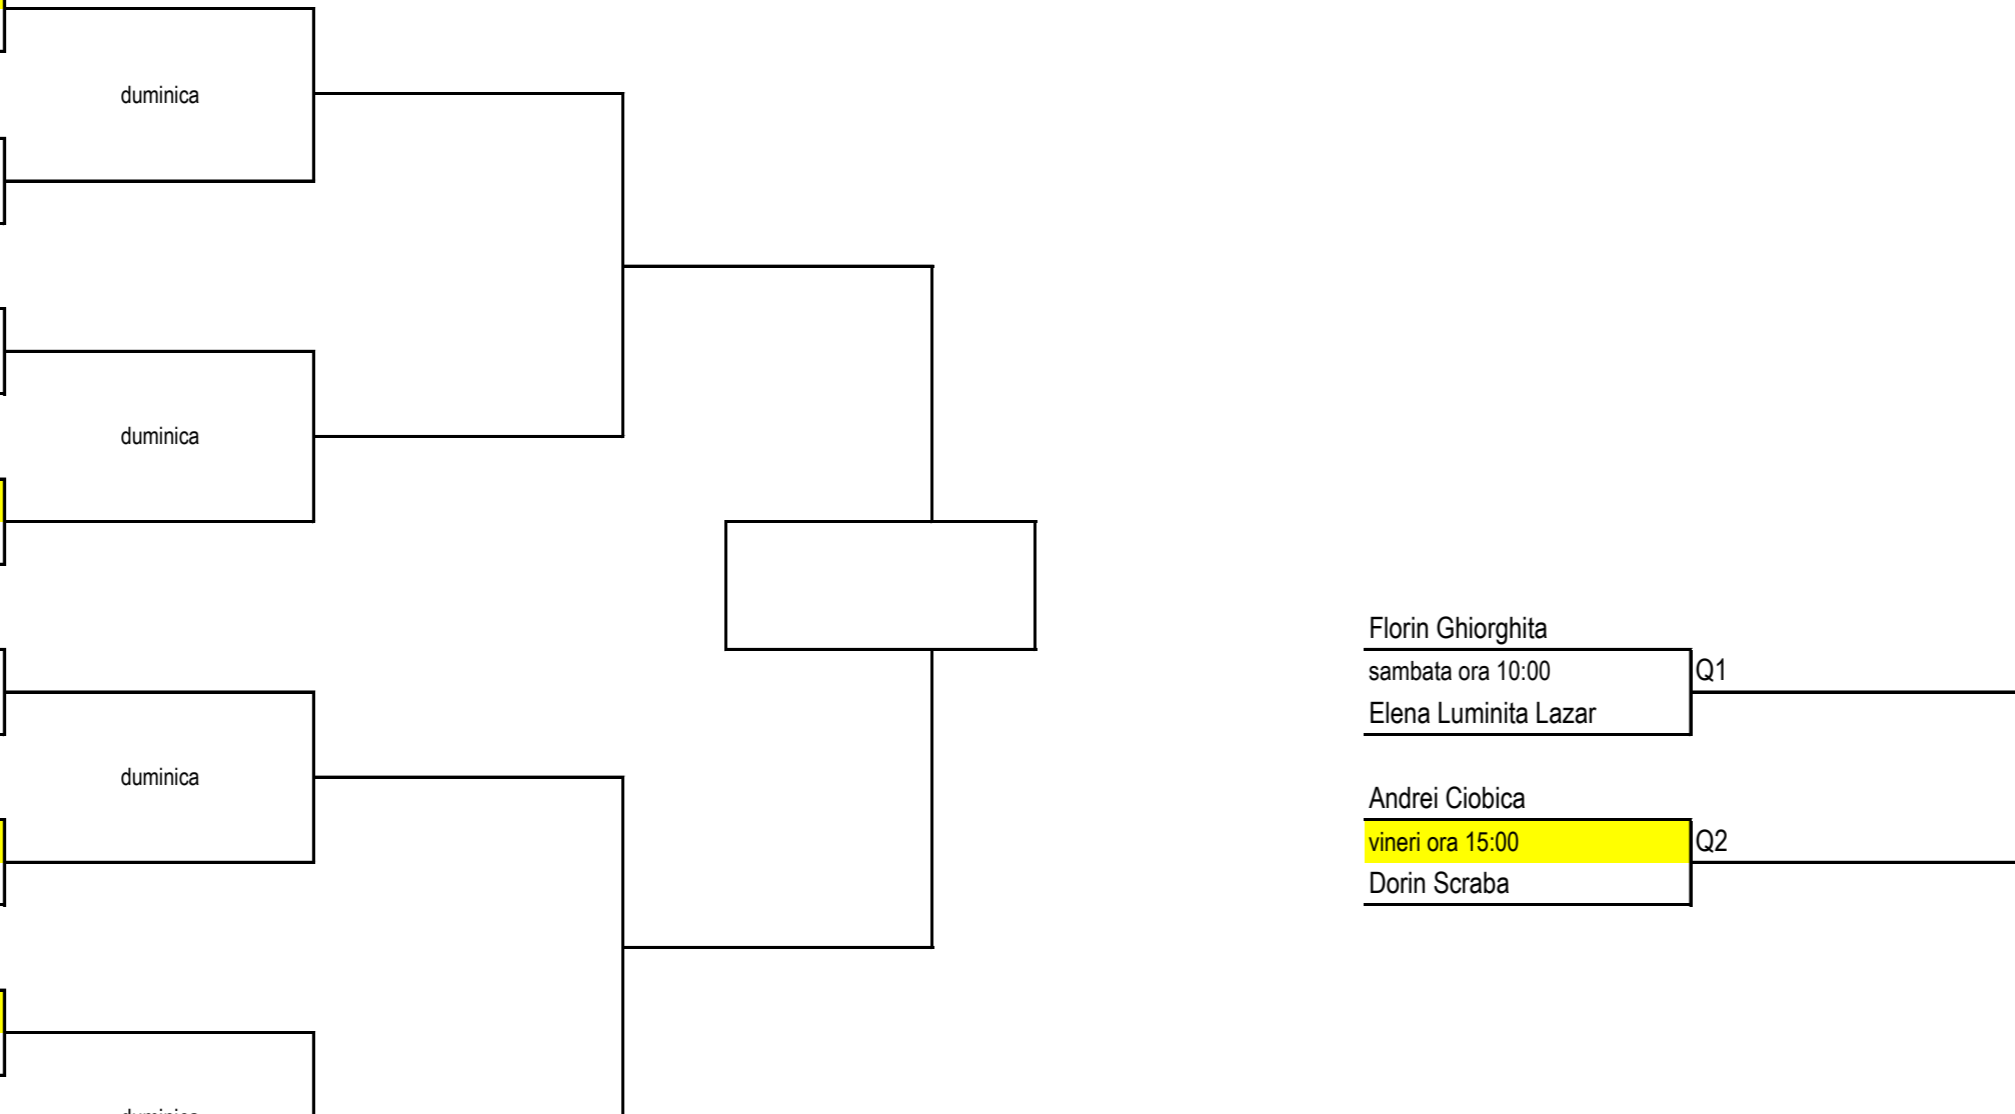 duminica
duminica
Florin Ghiorghita
sambata ora 10:00
Q1
Elena Luminita Lazar
duminica
Andrei Ciobica
vineri ora 15:00
Q2
Dorin Scraba